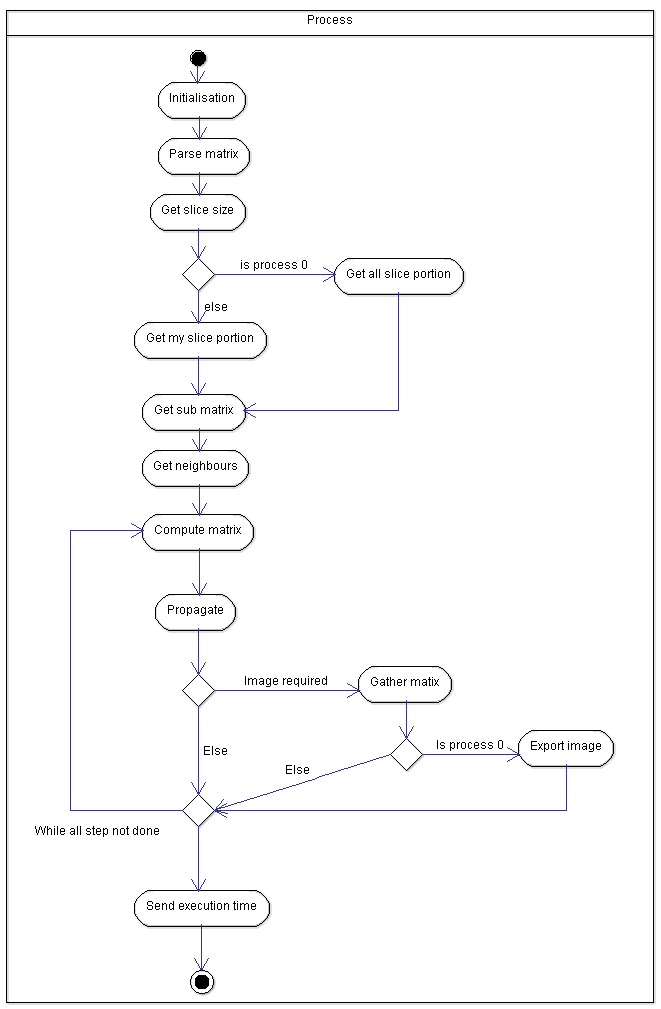 Process
Initialisation
Parse matrix
Get slice size
is process 0
Get all slice portion
else
Get my slice portion
Get sub matrix
Get neighbours
Compute matrix
Propagate
Image required
Gather matix
Is process 0
Export image
Else
Else
While all step not done
Send execution time